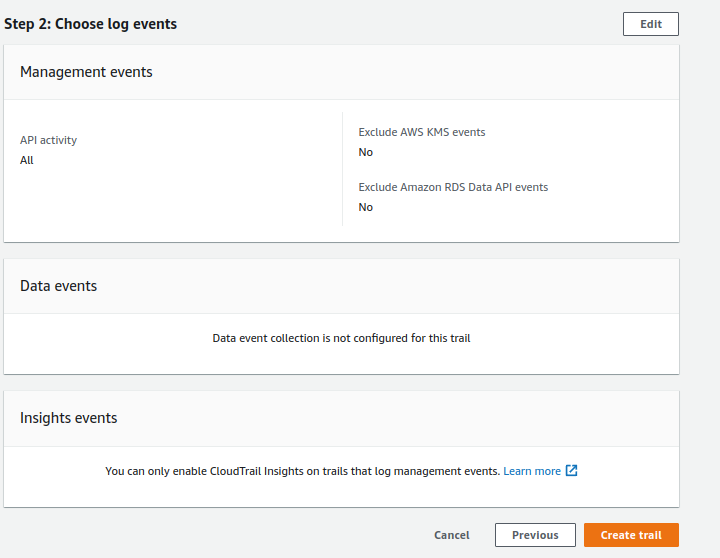 Step 2: Choose log events
Edit
Management events
API activity
All
Exclude AWS KMS events
No
Exclude Amazon RDS Data API events
No
Data events
Data event collection is not configured for this trail
Insights events
You can only enable CloudTrail Insights on trails that log management events. Learn more
Cancel
Previous
Create trail